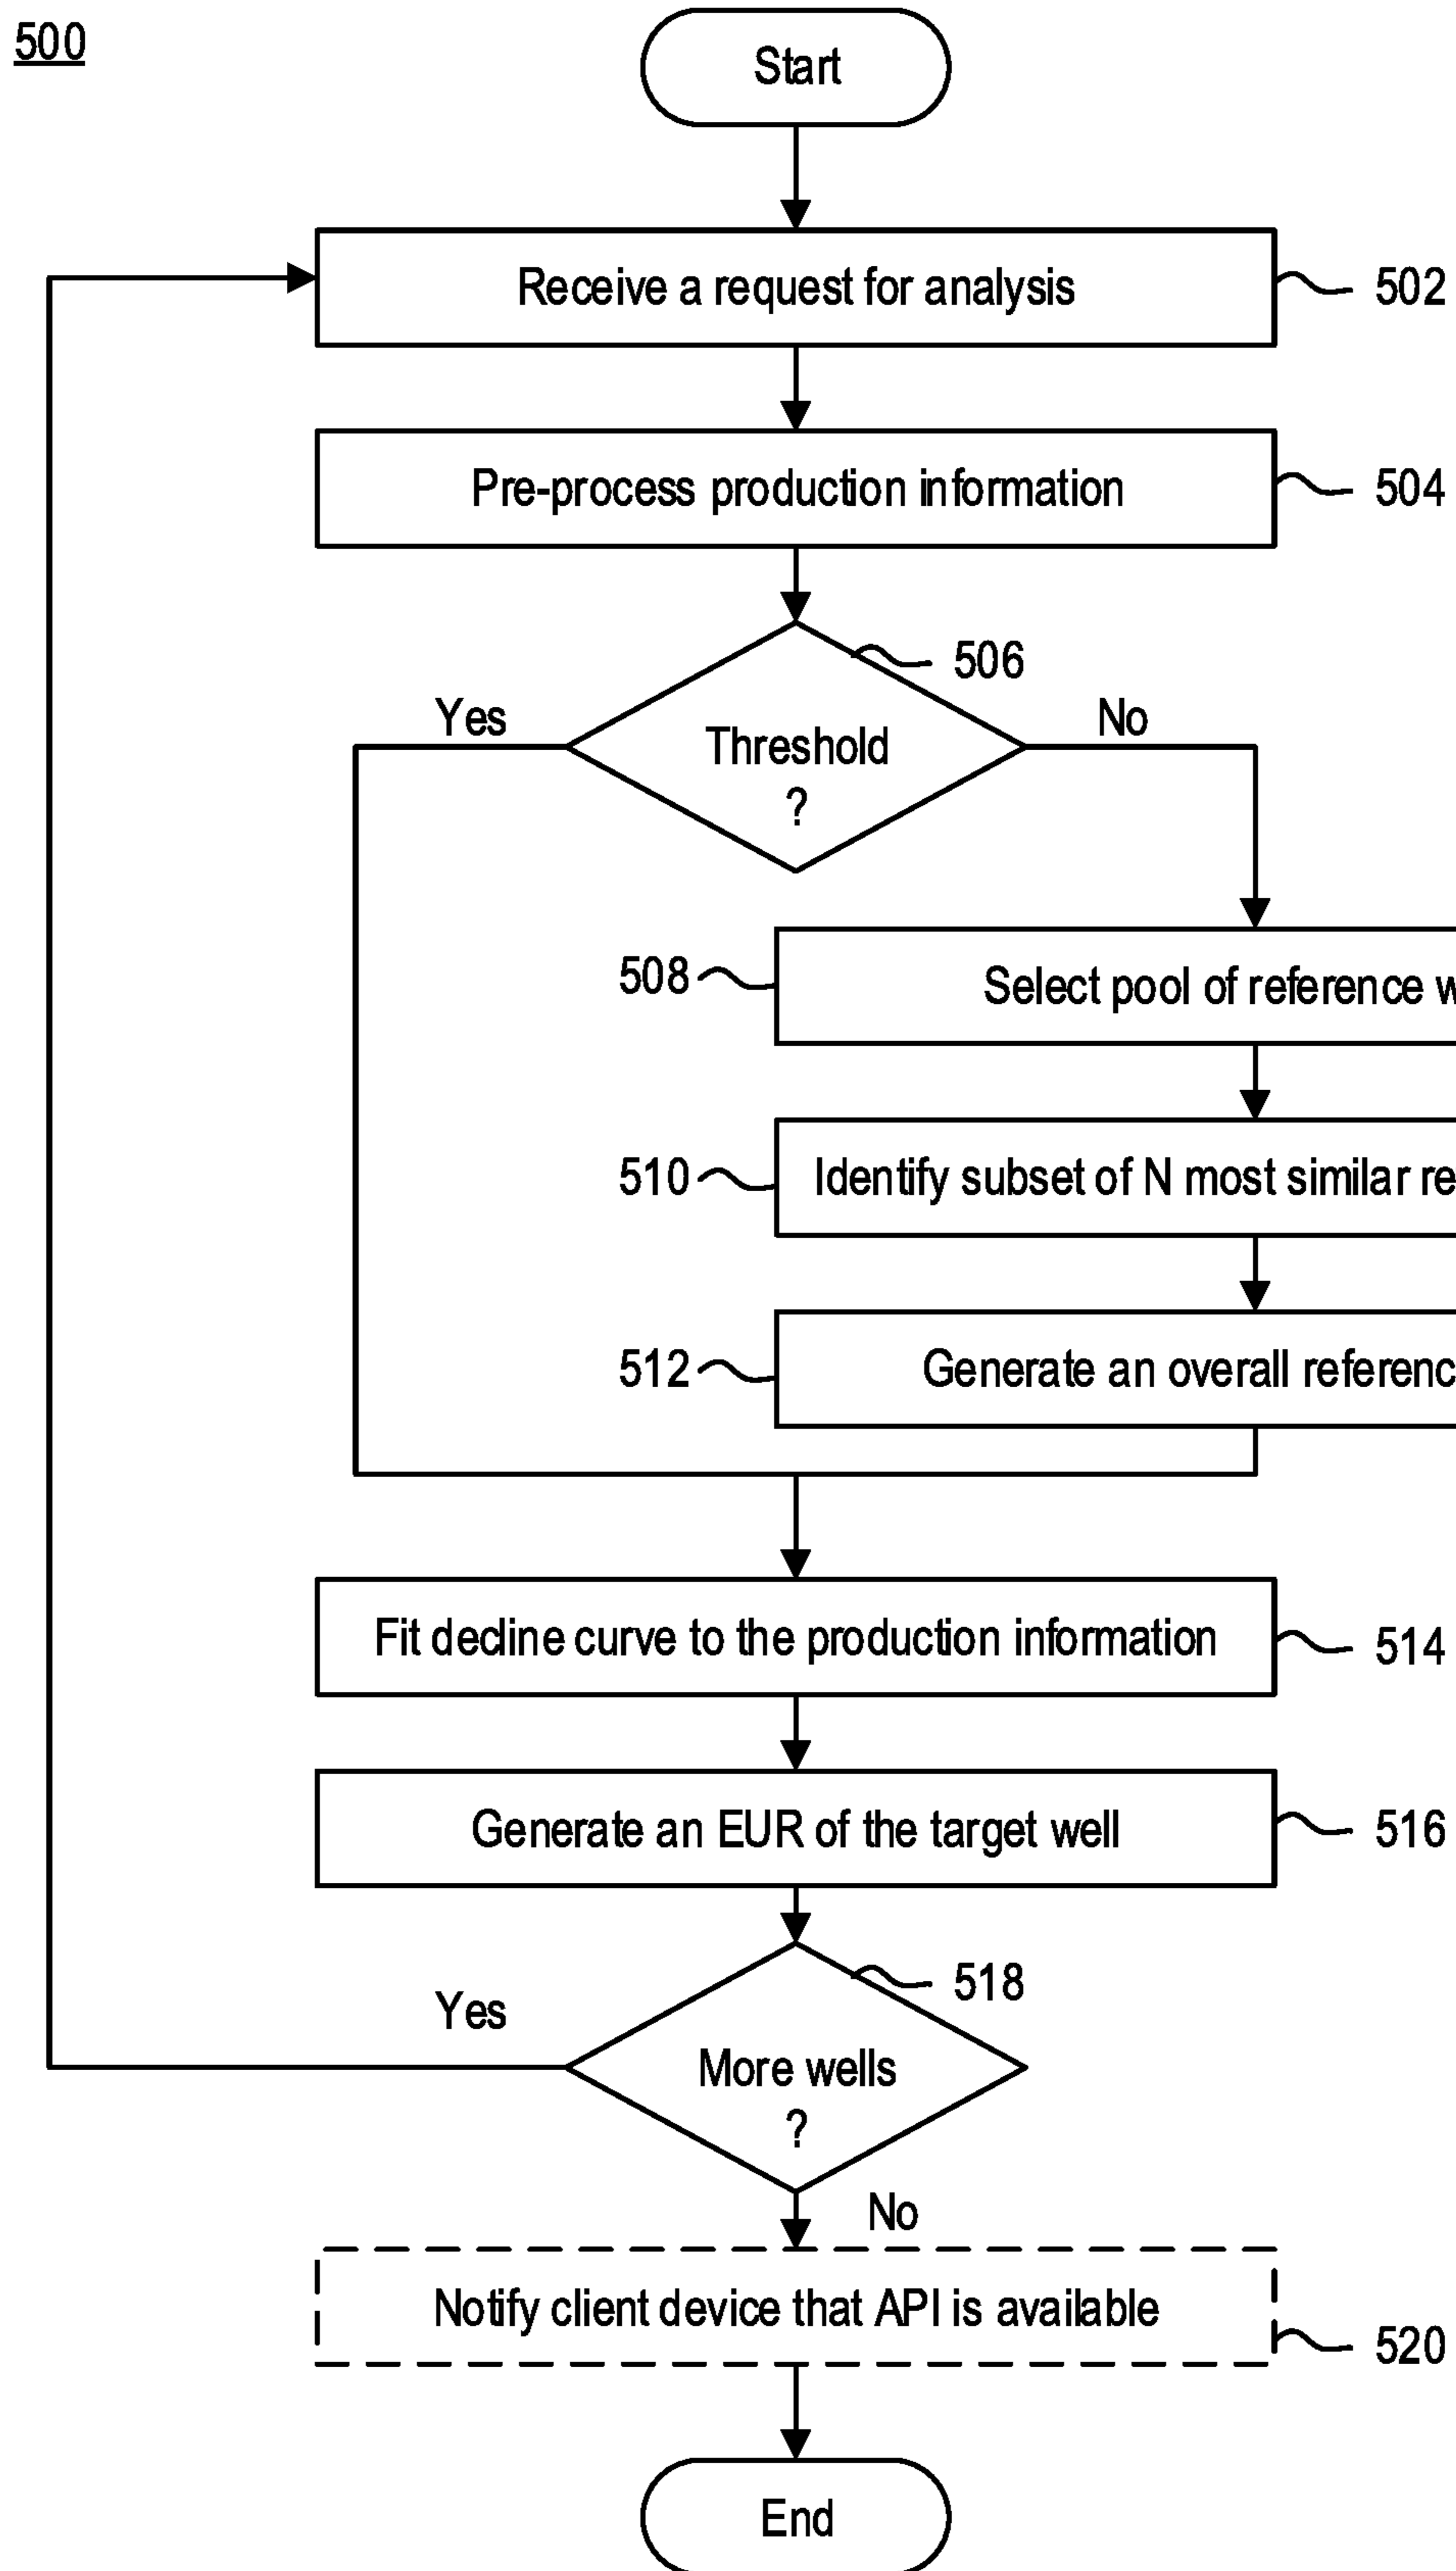 500
Start
Receive a request for analysis
502
Pre-process production information
504
506
Yes
No
Threshold
?
508
Select pool of reference
510
Identify subset of N most similar
512
Generate an overall
Fit decline curve to the production information
514
Generate an EUR of the target well
516
518
Yes
More wells
?
No
Notify client device that API is available
520
End